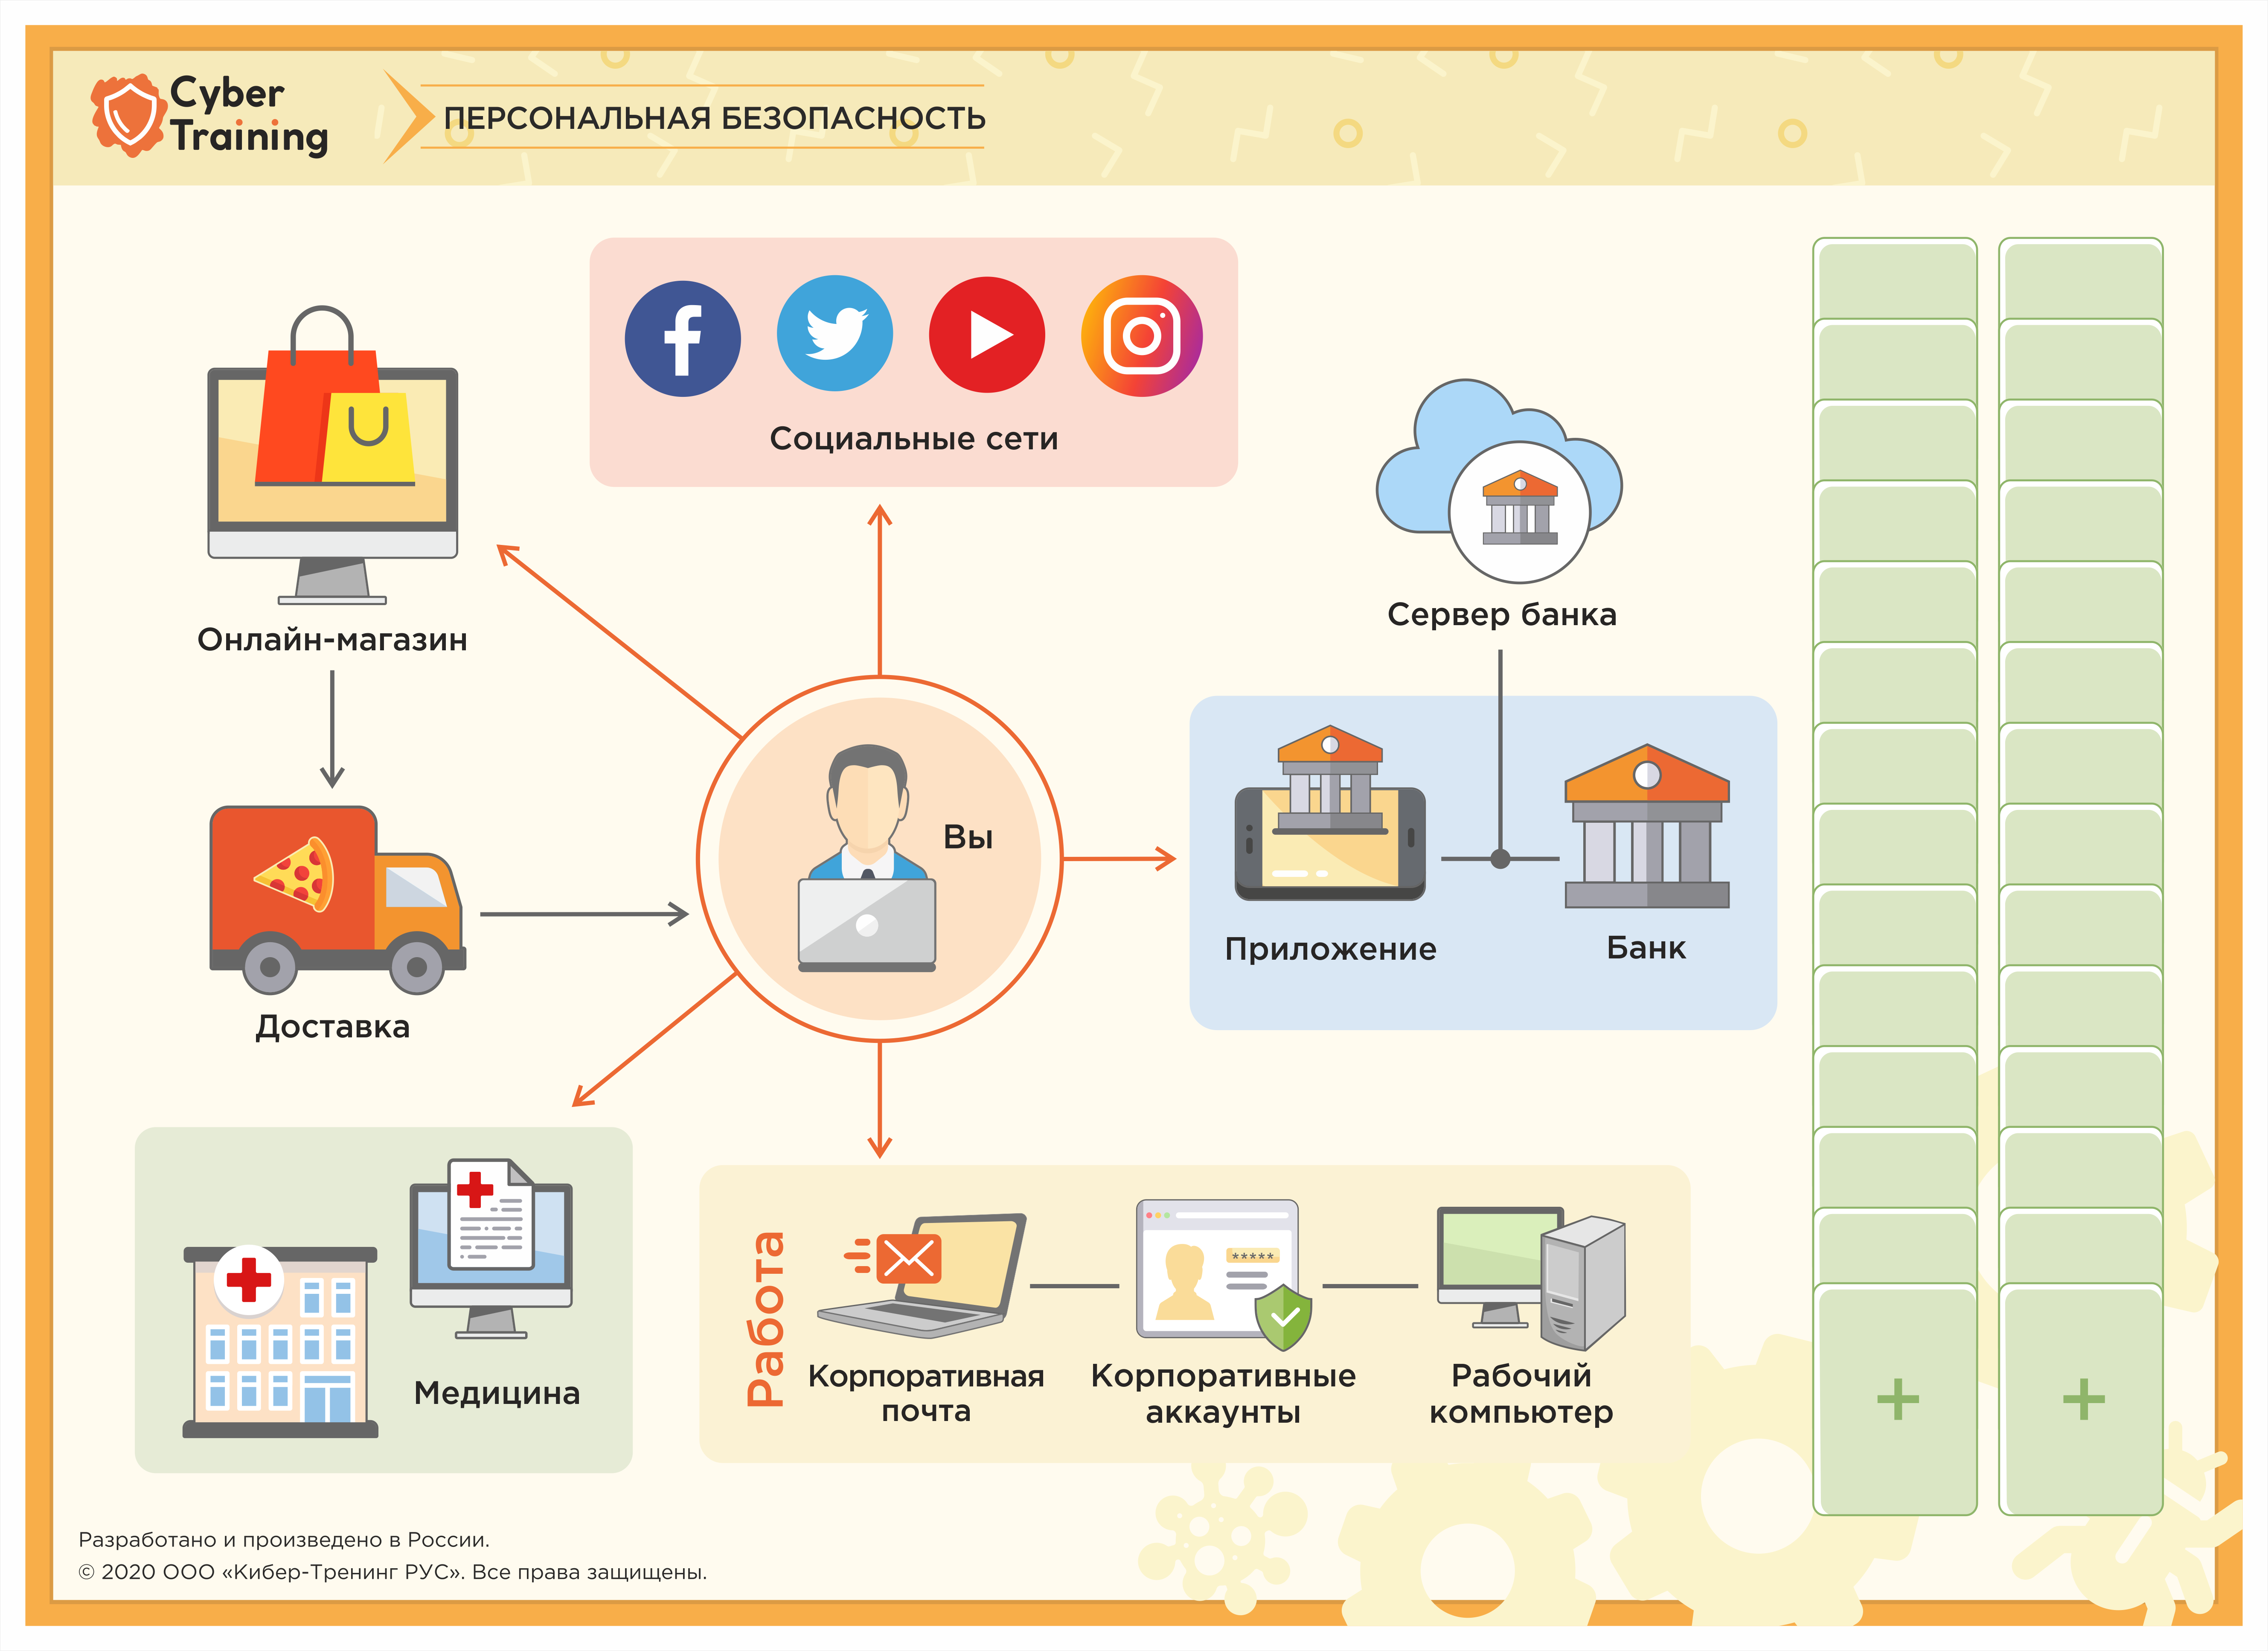 Cyber
Training
ПЕРСОНАЛЬНАЯ БЕЗОПАСНОСТЬ
Социальные сети
Онлайн-магазин
Сервер банка
Вы
Приложение
Банк
Доставка
Медицина
Работа
Корпоративная
почта
Корпоративные
аккаунты
*****
Рабочий
компьютер
+
+
Разработано и произведено в России.
© 2020 ООО «Кибер-Тренинг РУС». Все права защищены.